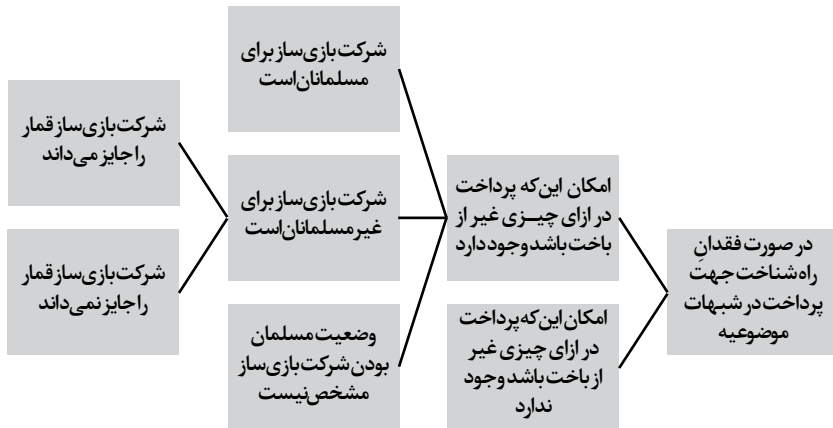 در صورت فقدانِ
راه شناخت جهت
پرداخت در شبهات
موضوعیه
امکان این‌که پرداخت
در ازای چیــزی غیر از
باخت باشد وجود دارد
امکان این‌که پرداخت
در ازای چیزی غیر
از باخت باشد وجود
ندارد
شرکت بازی‌ساز برای
مسلمانان است
شرکت بازی‌ساز برای
غیرمسلمانان است
وضعیت مسلمان
بودن شرکت بازی‌ساز
مشخص نیست
شرکت بازی‌ساز قمار
را جایز می‌داند
شرکت بازی‌ساز قمار
را جایز نمی‌داند